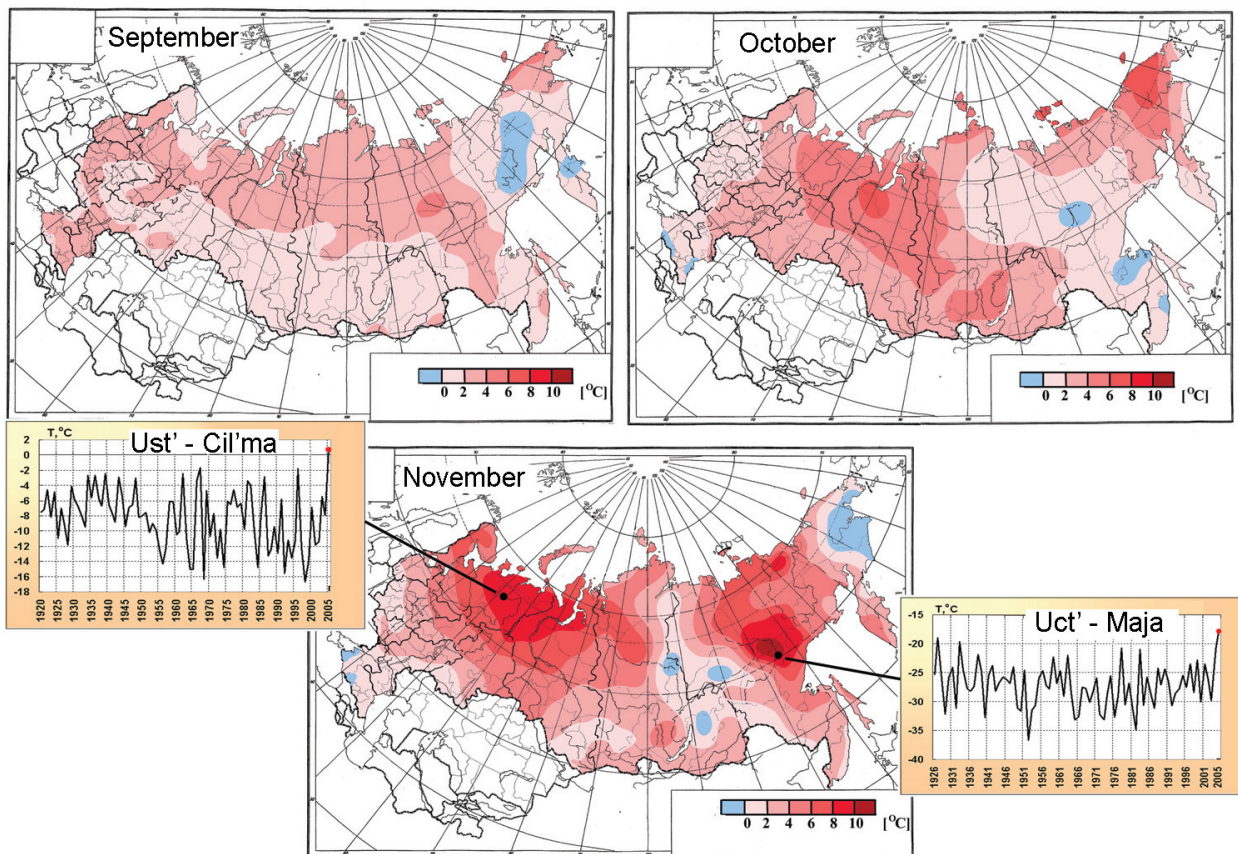 September
October
0 2 4 6 8 10 [°C]
0 2 4 6 8 10 [°C]
T,°C
Ust' - Cil'ma
2
0
-2
-4
-6
-8
-10
-12
-14
-16
-18
1920 1925 1930 1935 1940 1945 1950 1955 1960 1965 1970 1975 1980 1985 1990 1995 2000 2005
November
0 2 4 6 8 10 [°C]
T,°C
Uct' - Maja
-15
-20
-25
-30
-35
-40
1926 1931 1936 1941 1946 1951 1956 1961 1966 1971 1976 1981 1986 1991 1996 2001 2005